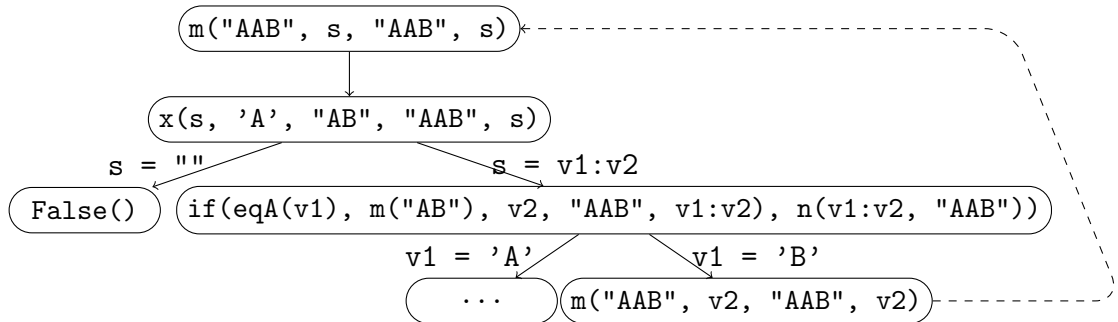 m("AAB", s, "AAB", s)
x(s, 'A', "AB", "AAB", s)
s = ""
s = v1:v2
False()
if(eqA(v1), m("AB"), v2, "AAB", v1:v2), n(v1:v2, "AAB"))
v1 = 'A'
v1 = 'B'
...
m("AAB", v2, "AAB", v2)